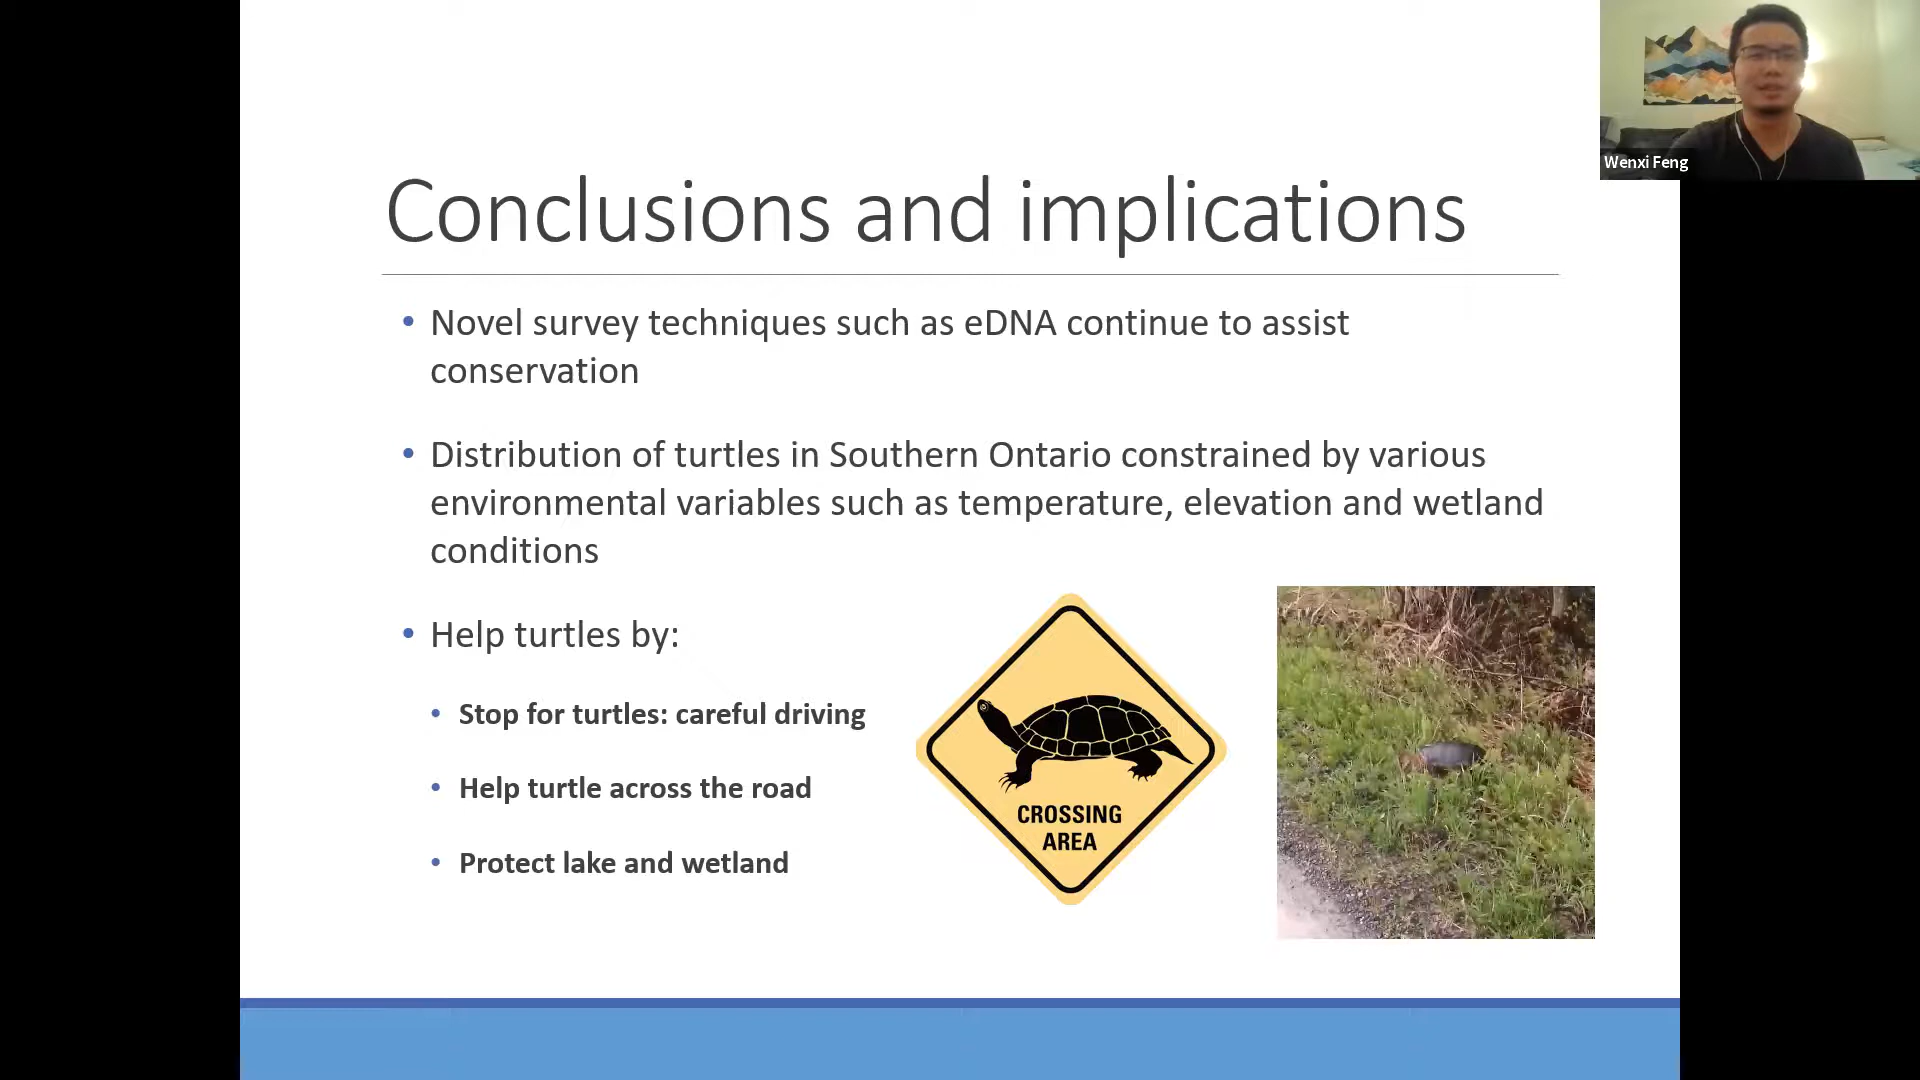 Wenxi Feng
Conclusions and implications
• Novel survey techniques such as eDNA continue to assist
conservation
• Distribution of turtles in Southern Ontario constrained by various
environmental variables such as temperature, elevation and wetland
conditions
• Help turtles by:
• Stop for turtles: careful driving
• Help turtle across the road
• Protect lake and wetland
CROSSING
AREA